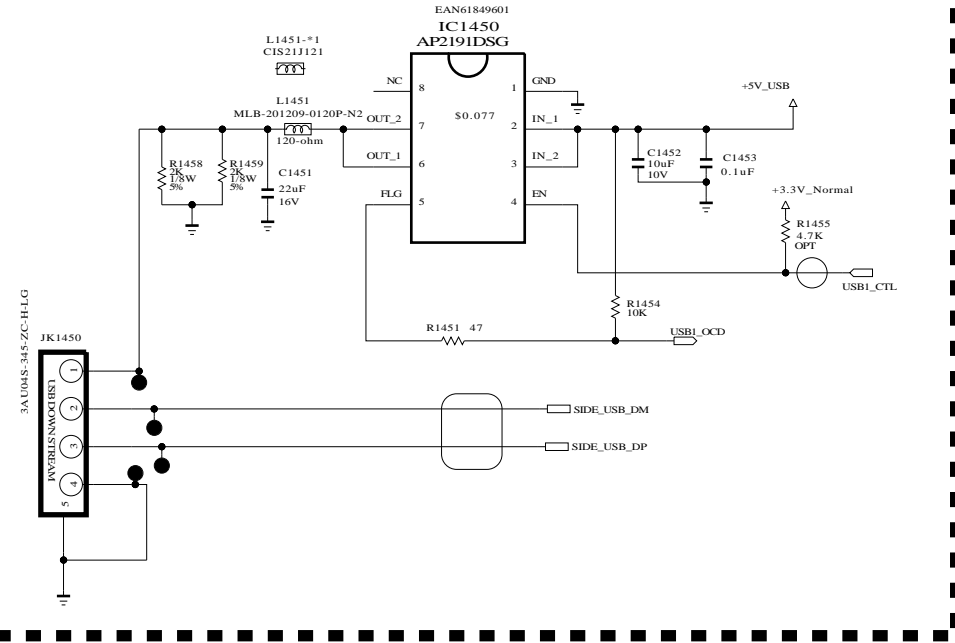 EAN61849601
IC1450
AP2191DSG
L1451-*1
CIS21J121
L1451
MLB-201209-0120P-N2
120-ohm
NC
8
1
GND
$0.077
OUT_2
7
2
IN_1
OUT_1
6
3
IN_2
FLG
5
4
EN
+5V_USB
R1458
2K
1/8W
5%
R1459
2K
1/8W
5%
C1451
22uF
16V
C1452
10uF
10V
C1453
0.1uF
+3.3V_Normal
R1455
4.7K
OPT
USB1_CTL
R1454
10K
R1451 47
USB1_OCD
3AU04S-345-ZC-H-LG
JK1450
USB DOWN STREAM
1
2
3
4
5
SIDE_USB_DM
SIDE_USB_DP